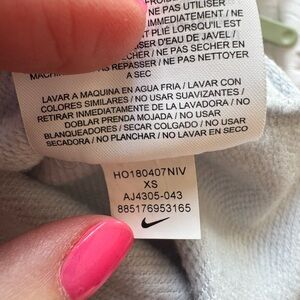 NE PAS UTILISER
IMMEDIATEMENT / NE
PLIÉ LORSQU'IL EST
SER D'EAU DE JAVEL /
NE PAS SECHER EN
MACHIN REPASSER / NE PAS NETTOYER
A SEC
LAVAR A MAQUINA EN AGUA FRIA / LAVAR CON
COLORES SIMILARES / NO USAR SUAVIZANTES /
RETIRAR INMEDIATAMENTE DE LA LAVADORA / NO
DOBLAR PRENDA MOJADA / NO USAR
BLANQUEADORES / SECAR COLGADO / NO USAR
SECADORA / NO PLANCHAR / NO LAVAR EN SECO
HO180407NIV
XS
AJ4305-043
885176953165